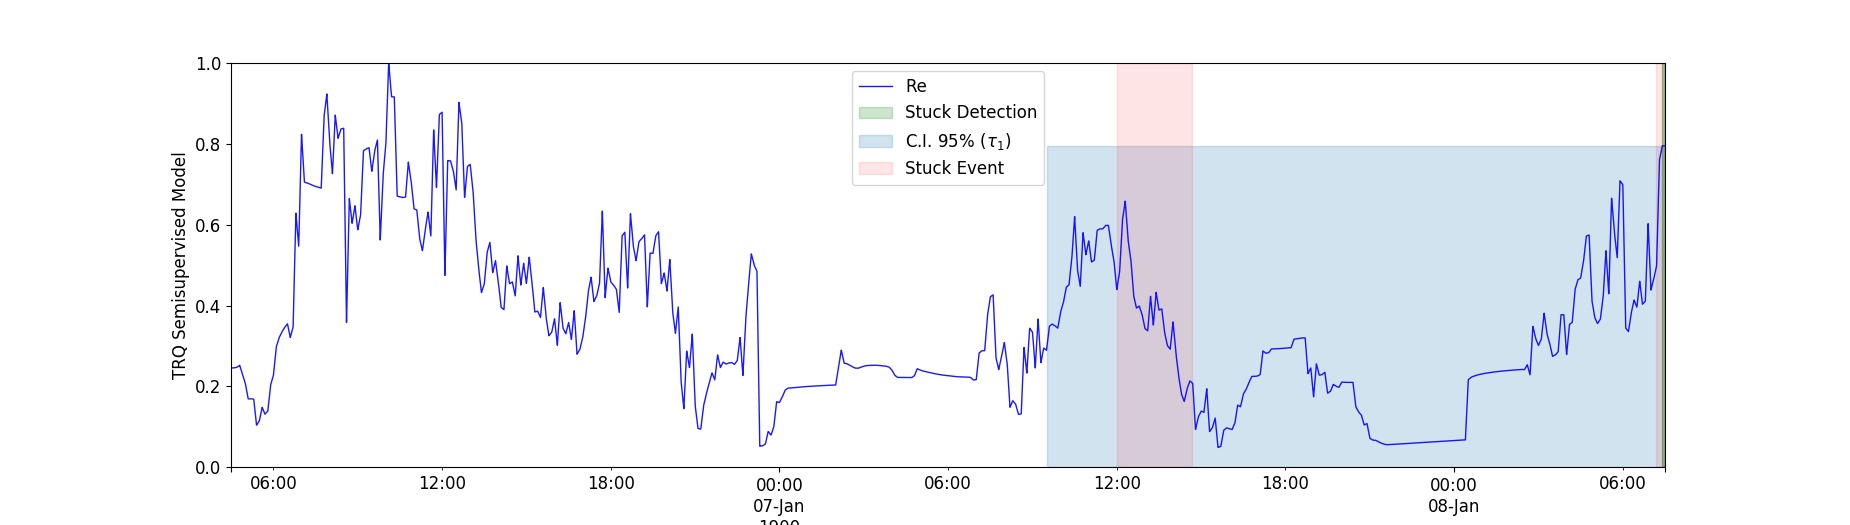 TRQ Semisupervised Model
1.0
0.8
0.6
0.4
0.2
0.0
Re
Stuck Detection
C.I. 95% (τ₁)
Stuck Event
06:00 12:00 18:00 00:00 06:00 12:00 18:00 00:00 06:00
07-Jan 08-Jan
1900